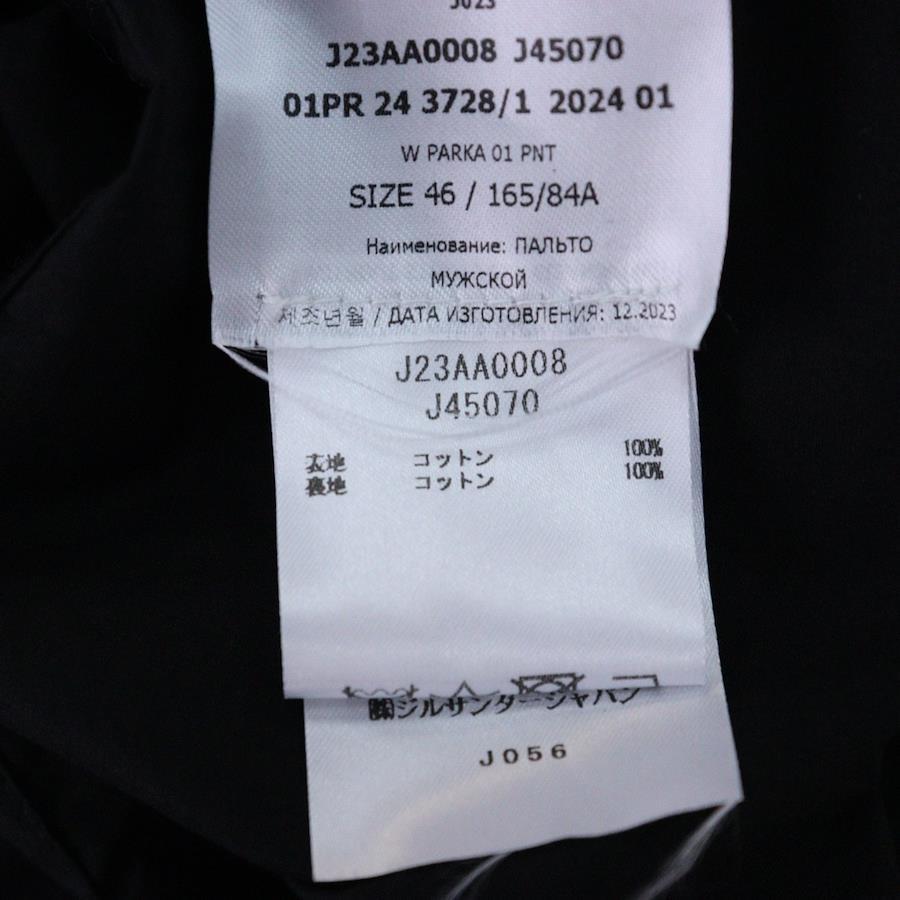 J023
J23AA0008 J45070
01PR 24 3728/1 2024 01
W PARKA 01 PNT
SIZE 46 / 165/84A
Наименование: ПАЛЬТО
МУЖСКОЙ
제조년월 / ДАТА ИЗГОТОВЛЕНИЯ: 12.2023
J23AA0008
J45070
表地 コットン 100%
裏地 コットン 100%
㈱ジルサンダージャパン
J056